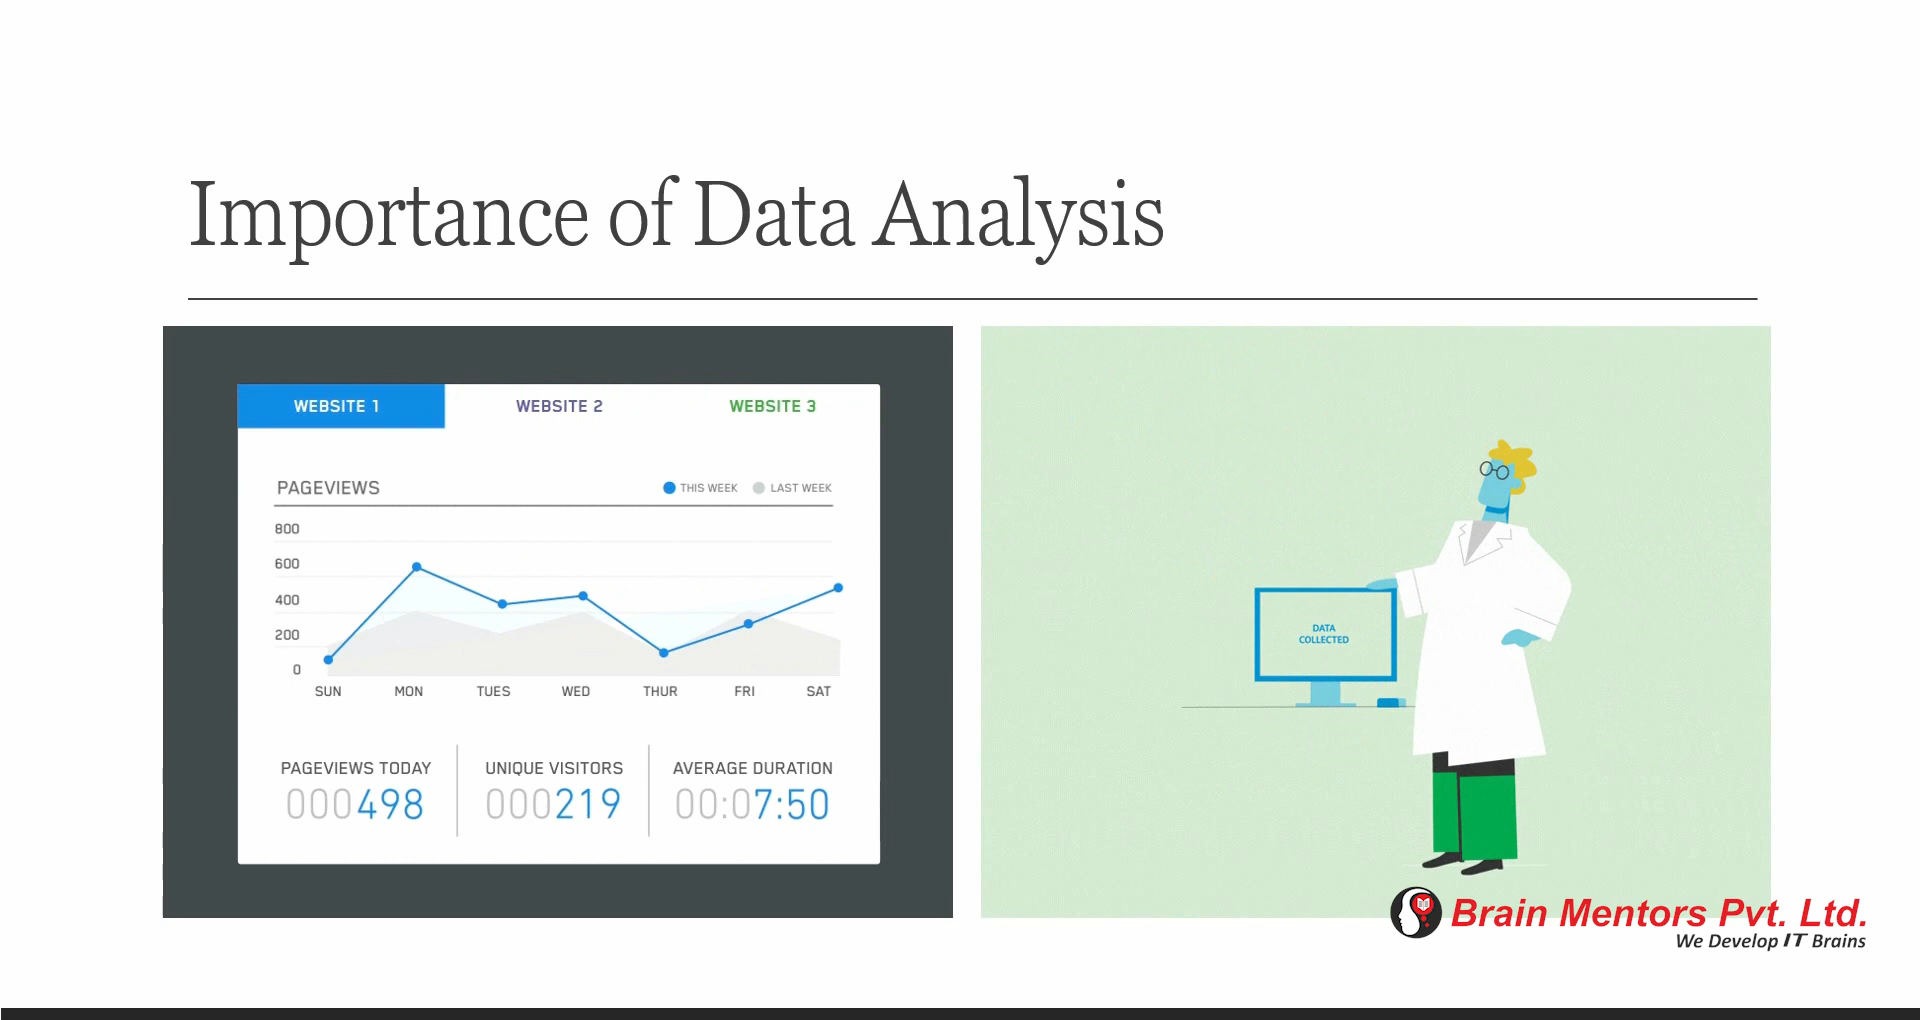 Importance of Data Analysis
WEBSITE 1 WEBSITE 2 WEBSITE 3
PAGEVIEWS THIS WEEK LAST WEEK
800
600
400
200
0
SUN MON TUES WED THUR FRI SAT
PAGEVIEWS TODAY UNIQUE VISITORS AVERAGE DURATION
000498 000219 00:07:50
DATA
COLLECTED
Brain Mentors Pvt. Ltd.
We Develop IT Brains